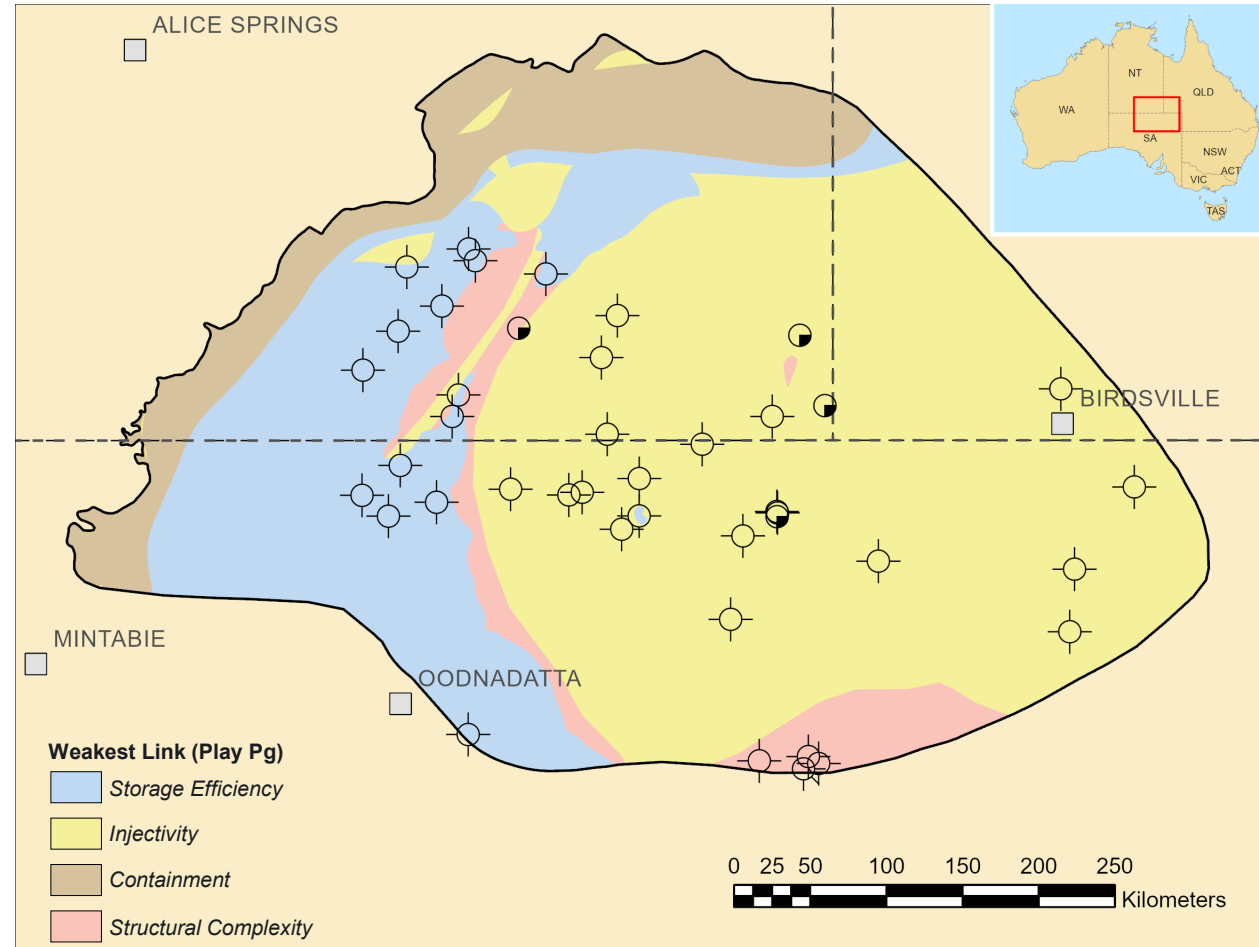 ALICE SPRINGS
NT
QLD
WA
SA
NSW
ACT
VIC
TAS
BIRDSVILLE
MINTABIE
OODNADATTA
Weakest Link (Play Pg)
Storage Efficiency
Injectivity
Containment
Structural Complexity
0 25 50 100 150 200 250
Kilometers